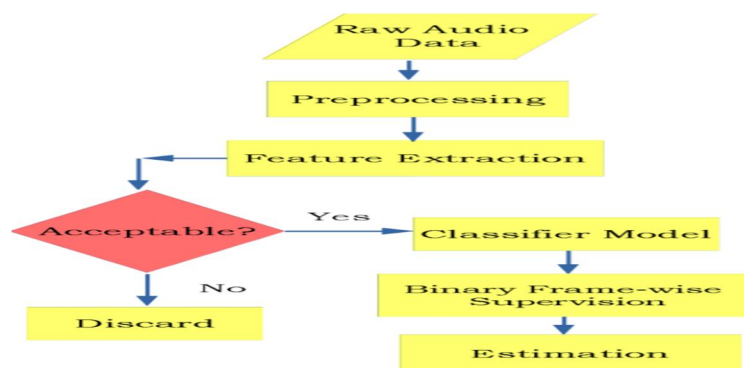 Raw Audio
Data
Preprocessing
Feature Extraction
Acceptable?
Yes
Classifier Model
No
Binary Frame-wise
Supervision
Discard
Estimation